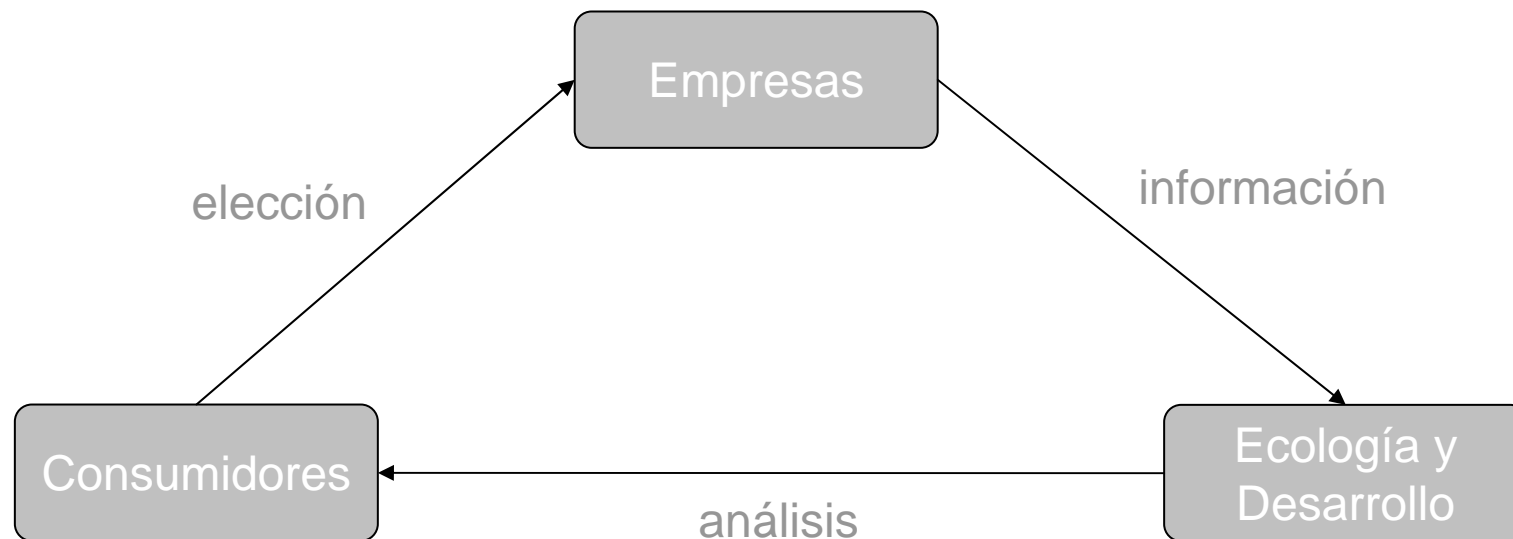 Empresas
elección
información
Consumidores
Ecología y
Desarrollo
análisis